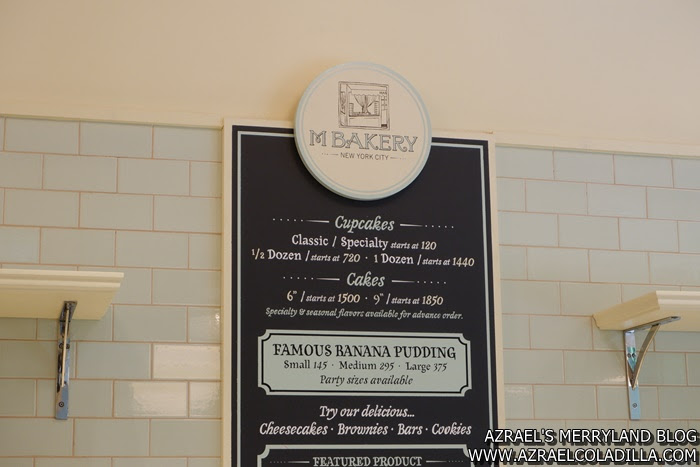 M BAKERY
NEW YORK CITY
Cupcakes
Classic / Specialty starts at 120
1/2 Dozen / starts at 720 · 1 Dozen / starts at 1440
Cakes
6" / starts at 1500 · 9" / starts at 1850
Specialty & seasonal flavors available for advance order.
FAMOUS BANANA PUDDING
Small 145 · Medium 295 · Large 375
Party sizes available
Try our delicious...
Cheesecakes · Brownies · Bars · Cookies
FEATURED PRODUCT
AZRAEL'S MERRYLAND BLOG
WWW.AZRAELCOLADILLA.COM